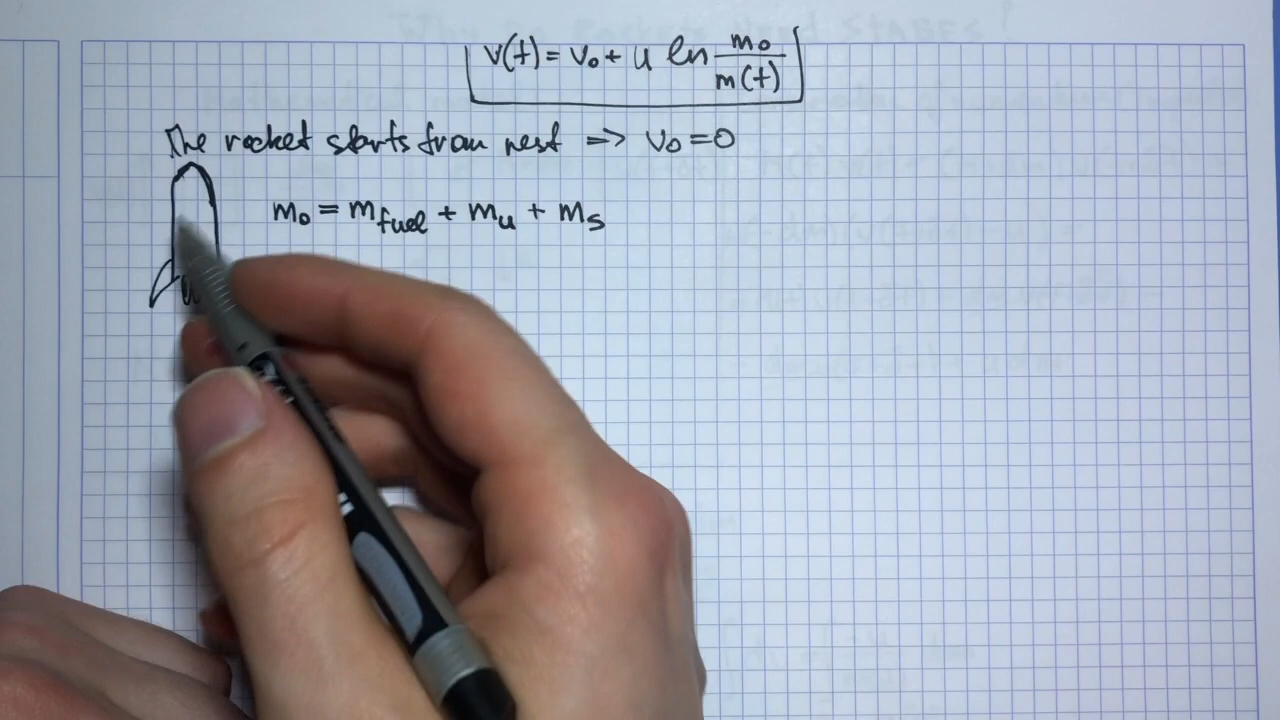 v(t) = v₀ + u ln m₀/m(t)
The rocket starts from rest => v₀ = 0
m₀ = m_fuel + m_u + m_s